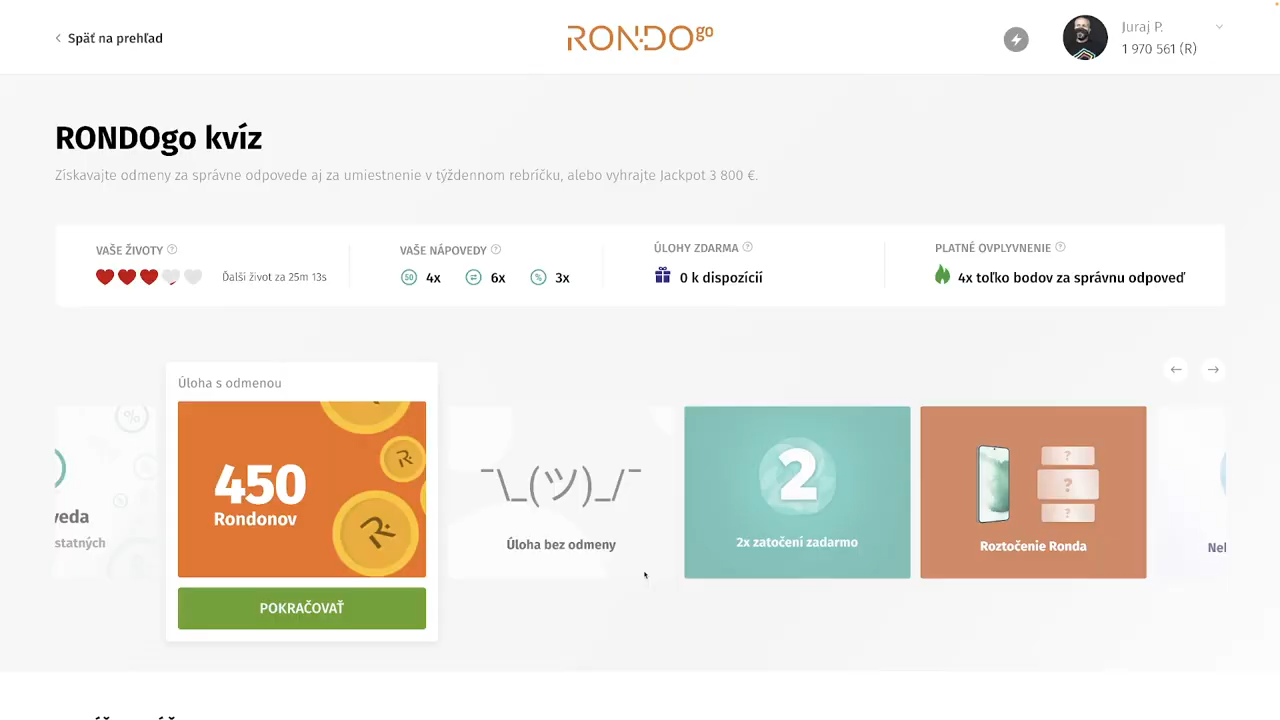 Späť na prehľad
RONDOgo
Juraj P.
1 970 561 (R)
RONDOgo kvíz
Získavajte odmeny za správne odpovede aj za umiestnenie v týždennom rebríčku, alebo vyhrajte Jackpot 3 800 €.
VAŠE ŽIVOTY ?
Ďalší život za 25m 13s
VAŠE NÁPOVEDY ?
50 4x 6x % 3x
ÚLOHY ZDARMA ?
0 k dispozícií
PLATNÉ OVPLYVNENIE ?
4x toľko bodov za správnu odpoveď
veda
statných
Úloha s odmenou
450
Rondonov
POKRAČOVAŤ
¯\_(ツ)_/¯
Úloha bez odmeny
2
2x zatočení zadarmo
?
?
?
Roztočenie Ronda
Nel